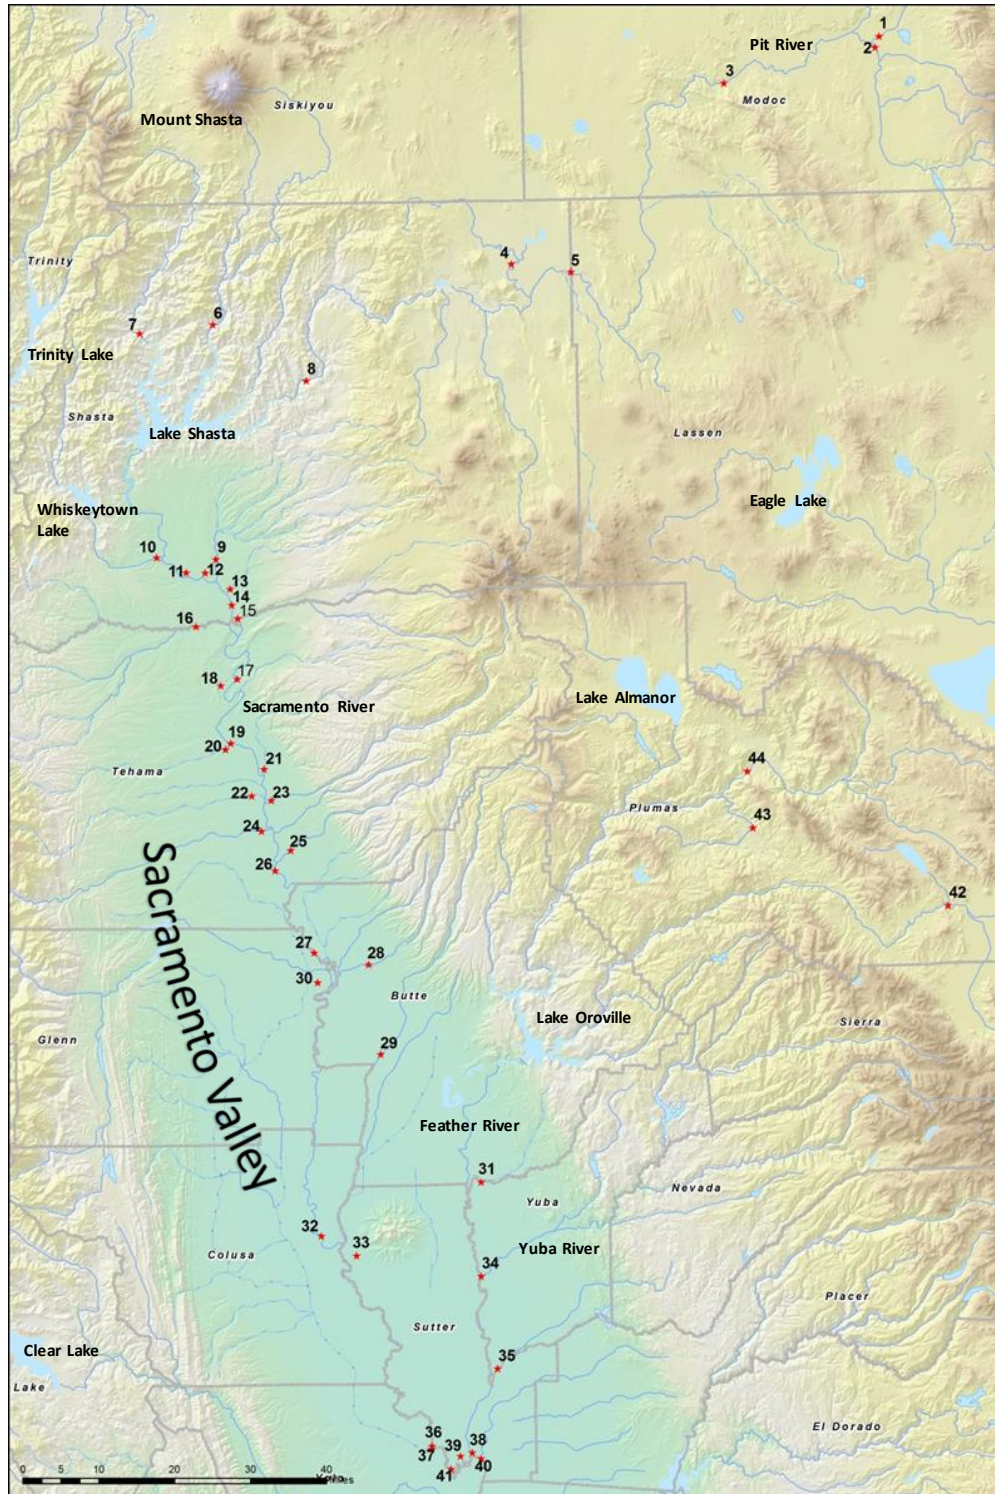 1
Pit River
2
3
Modoc
Siskiyou
Mount Shasta
4
5
Trinity
6
7
Trinity Lake
8
Shasta
Lake Shasta
Lassen
Eagle Lake
Whiskeytown
Lake
10
9
11
12
13
14
15
16
17
18
Sacramento River
Lake Almanor
19
20
21
Tehama
44
22
23
Plumas
43
24
25
26
Sacramento Valley
42
27
28
30
Butte
Lake Oroville
Sierra
Glenn
29
Feather River
31
Nevada
Yuba
32
33
Yuba River
Colusa
34
Placer
Sutter
Clear Lake
35
Lake
El Dorado
36
37
39
38
40
41
0 5 10 20 30 40 Miles
Yolo